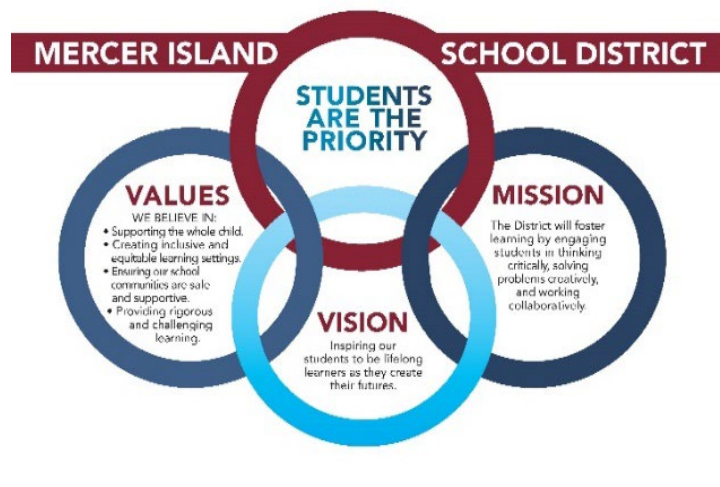 MERCER ISLAND
SCHOOL DISTRICT
STUDENTS
ARE THE
PRIORITY
VALUES
WE BELIEVE IN:
• Supporting the whole child.
• Creating inclusive and
equitable learning settings.
• Ensuring our school
communities are safe
and supportive.
• Providing rigorous
and challenging
learning.
VISION
Inspiring our
students to be lifelong
learners as they create
their futures.
MISSION
The District will foster
learning by engaging
students in thinking
critically, solving
problems creatively,
and working
collaboratively.